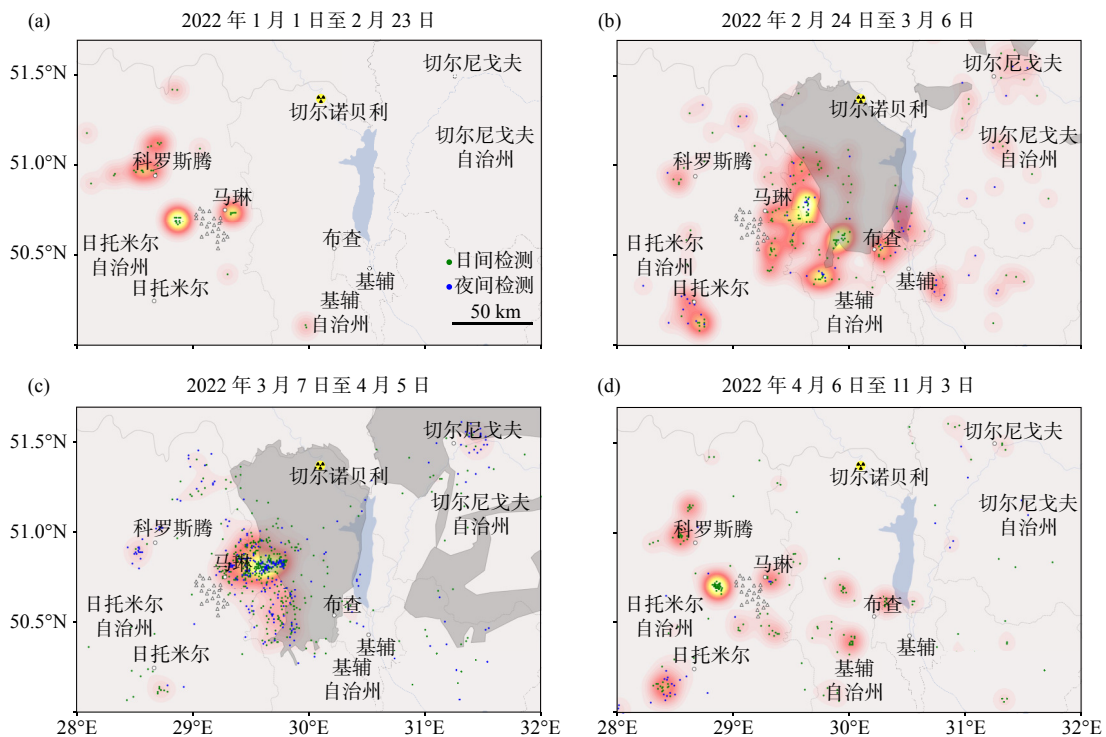 (a)
2022 年 1 月 1 日至 2 月 23 日
51.5°N
51.0°N
50.5°N
切尔尼戈夫
切尔诺贝利
切尔尼戈夫
自治州
科罗斯腾
马琳
日托米尔
自治州
布查
日间检测
夜间检测
基辅
日托米尔
基辅
自治州
50 km
(b)
2022 年 2 月 24 日至 3 月 6 日
切尔尼戈夫
切尔诺贝利
切尔尼戈夫
自治州
科罗斯腾
马琳
日托米尔
自治州
布查
基辅
日托米尔
基辅
自治州
(c)
2022 年 3 月 7 日至 4 月 5 日
51.5°N
51.0°N
50.5°N
切尔尼戈夫
切尔诺贝利
切尔尼戈夫
自治州
科罗斯腾
马琳
日托米尔
自治州
布查
基辅
日托米尔
基辅
自治州
28°E
29°E
30°E
31°E
32°E
(d)
2022 年 4 月 6 日至 11 月 3 日
切尔尼戈夫
切尔诺贝利
切尔尼戈夫
自治州
科罗斯腾
马琳
日托米尔
自治州
布查
基辅
日托米尔
基辅
自治州
28°E
29°E
30°E
31°E
32°E